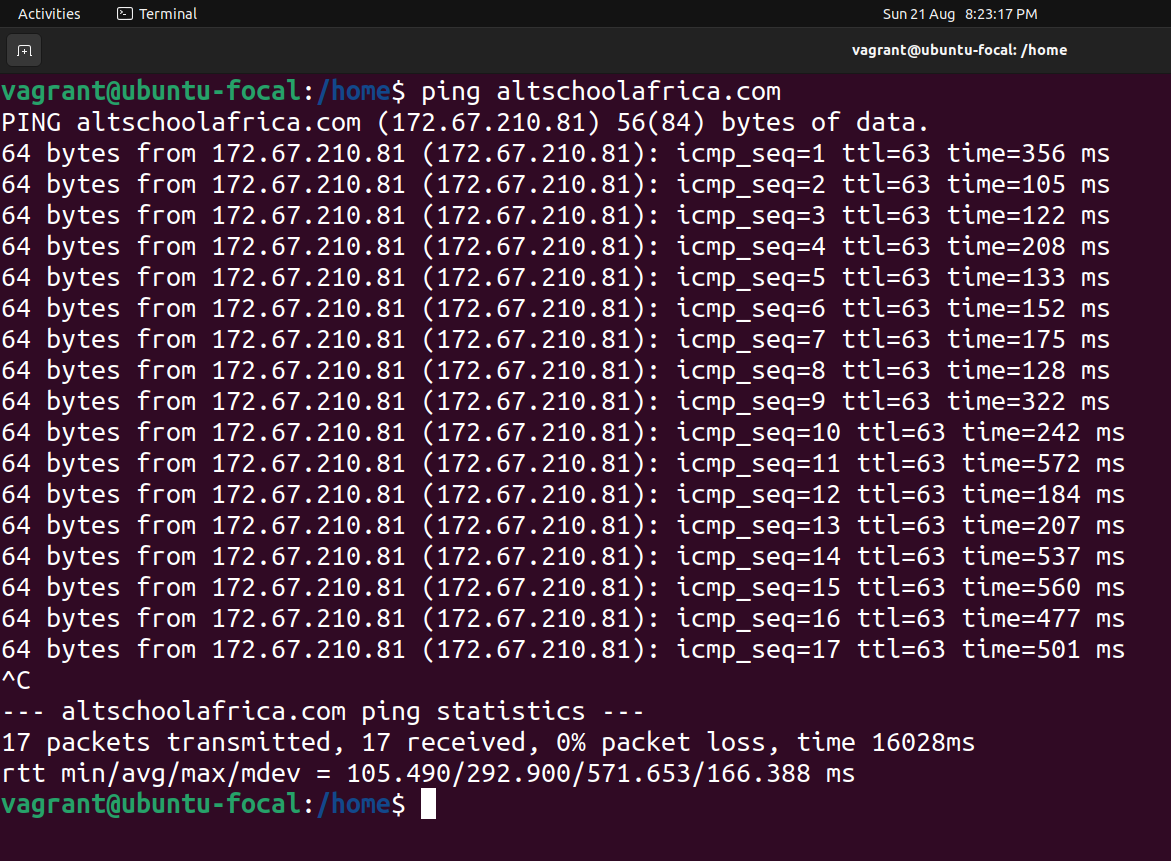 Activities Terminal Sun 21 Aug 8:23:17 PM
vagrant@ubuntu-focal: /home
vagrant@ubuntu-focal:/home$ ping altschoolafrica.com
PING altschoolafrica.com (172.67.210.81) 56(84) bytes of data.
64 bytes from 172.67.210.81 (172.67.210.81): icmp_seq=1 ttl=63 time=356 ms
64 bytes from 172.67.210.81 (172.67.210.81): icmp_seq=2 ttl=63 time=105 ms
64 bytes from 172.67.210.81 (172.67.210.81): icmp_seq=3 ttl=63 time=122 ms
64 bytes from 172.67.210.81 (172.67.210.81): icmp_seq=4 ttl=63 time=208 ms
64 bytes from 172.67.210.81 (172.67.210.81): icmp_seq=5 ttl=63 time=133 ms
64 bytes from 172.67.210.81 (172.67.210.81): icmp_seq=6 ttl=63 time=152 ms
64 bytes from 172.67.210.81 (172.67.210.81): icmp_seq=7 ttl=63 time=175 ms
64 bytes from 172.67.210.81 (172.67.210.81): icmp_seq=8 ttl=63 time=128 ms
64 bytes from 172.67.210.81 (172.67.210.81): icmp_seq=9 ttl=63 time=322 ms
64 bytes from 172.67.210.81 (172.67.210.81): icmp_seq=10 ttl=63 time=242 ms
64 bytes from 172.67.210.81 (172.67.210.81): icmp_seq=11 ttl=63 time=572 ms
64 bytes from 172.67.210.81 (172.67.210.81): icmp_seq=12 ttl=63 time=184 ms
64 bytes from 172.67.210.81 (172.67.210.81): icmp_seq=13 ttl=63 time=207 ms
64 bytes from 172.67.210.81 (172.67.210.81): icmp_seq=14 ttl=63 time=537 ms
64 bytes from 172.67.210.81 (172.67.210.81): icmp_seq=15 ttl=63 time=560 ms
64 bytes from 172.67.210.81 (172.67.210.81): icmp_seq=16 ttl=63 time=477 ms
64 bytes from 172.67.210.81 (172.67.210.81): icmp_seq=17 ttl=63 time=501 ms
^C
--- altschoolafrica.com ping statistics ---
17 packets transmitted, 17 received, 0% packet loss, time 16028ms
rtt min/avg/max/mdev = 105.490/292.900/571.653/166.388 ms
vagrant@ubuntu-focal:/home$